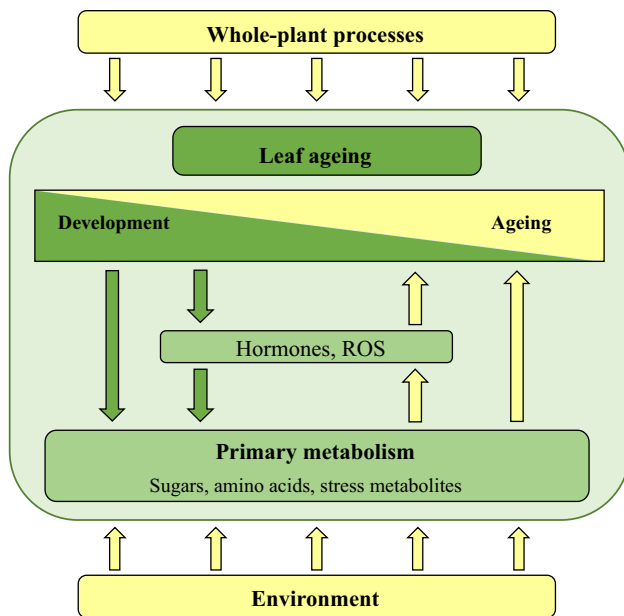 Whole-plant processes
Leaf ageing
Development
Ageing
Hormones, ROS
Primary metabolism
Sugars, amino acids, stress metabolites
Environment